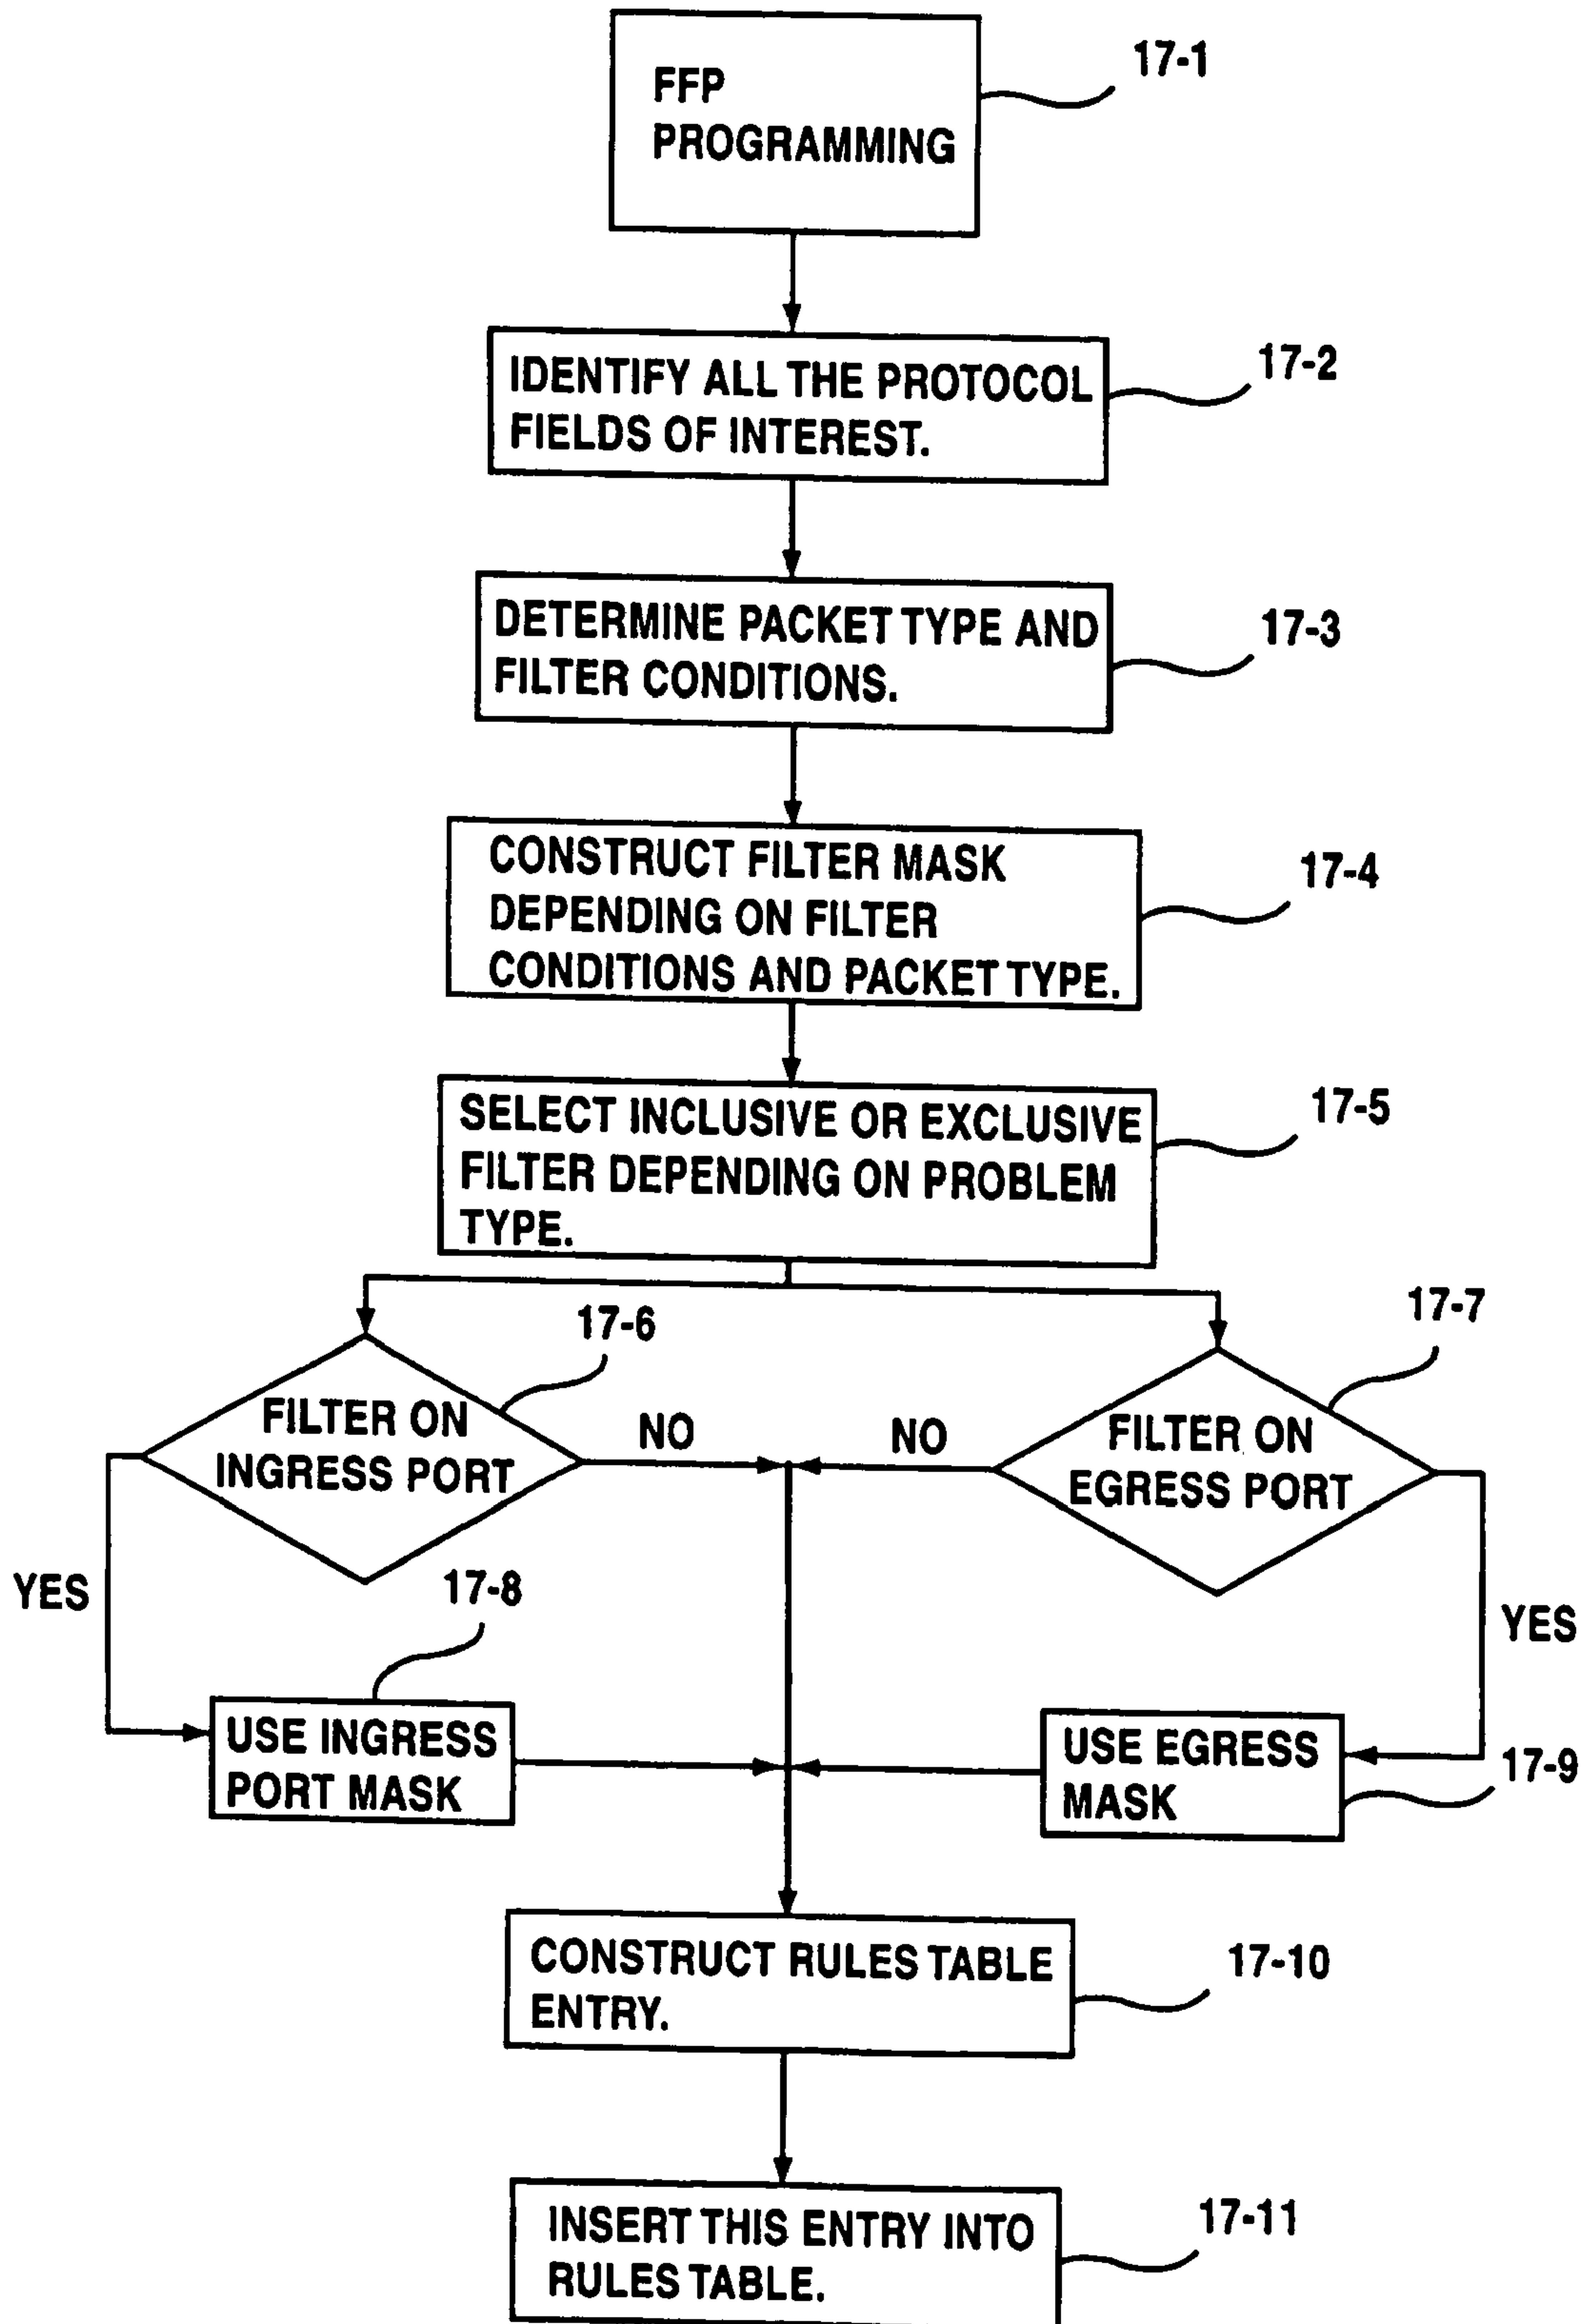 FFP
PROGRAMMING
17-1
IDENTIFY ALL THE PROTOCOL
FIELDS OF INTEREST.
17-2
DETERMINE PACKET TYPE AND
FILTER CONDITIONS.
17-3
CONSTRUCT FILTER MASK
DEPENDING ON FILTER
CONDITIONS AND PACKET TYPE.
17-4
SELECT INCLUSIVE OR EXCLUSIVE
FILTER DEPENDING ON PROBLEM
TYPE.
17-5
17-6
FILTER ON
INGRESS PORT
NO
YES
17-7
FILTER ON
EGRESS PORT
NO
YES
17-8
USE INGRESS
PORT MASK
USE EGRESS
MASK
17-9
CONSTRUCT RULES TABLE
ENTRY.
17-10
INSERT THIS ENTRY INTO
RULES TABLE.
17-11